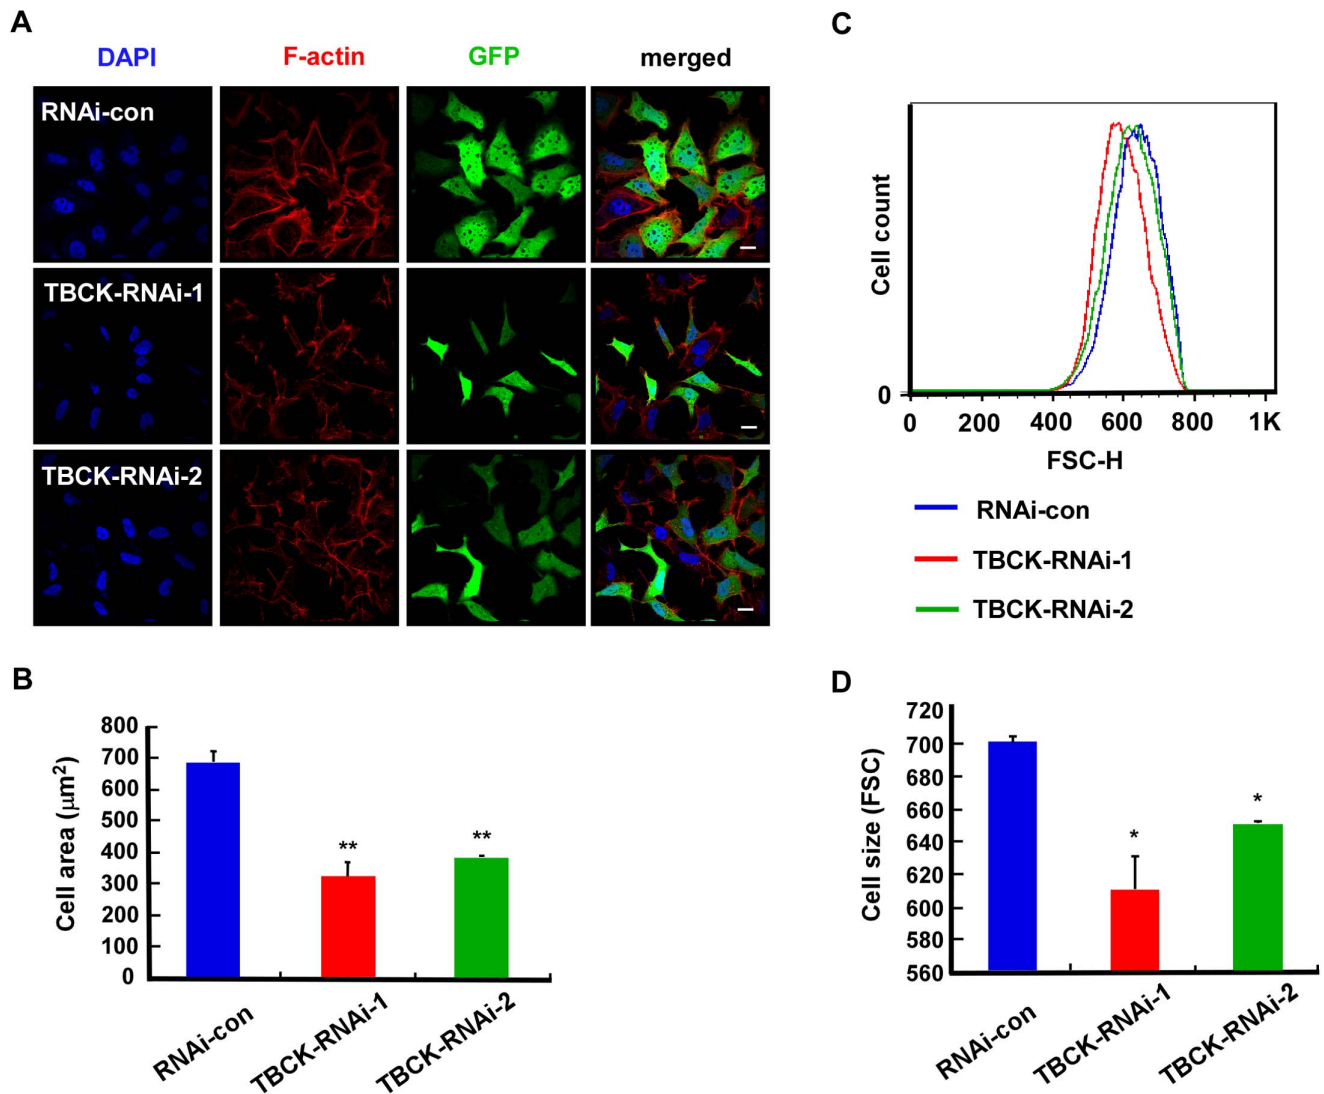 A
DAPI F-actin GFP merged
RNAi-con
TBCK-RNAi-1
TBCK-RNAi-2
B
Cell area (μm²)
800
700
600
500
400
300
200
100
0
** **
RNAi-con TBCK-RNAi-1 TBCK-RNAi-2
C
Cell count
0
0 200 400 600 800 1K
FSC-H
RNAi-con
TBCK-RNAi-1
TBCK-RNAi-2
D
Cell size (FSC)
720
700
680
660
640
620
600
580
560
* *
RNAi-con TBCK-RNAi-1 TBCK-RNAi-2